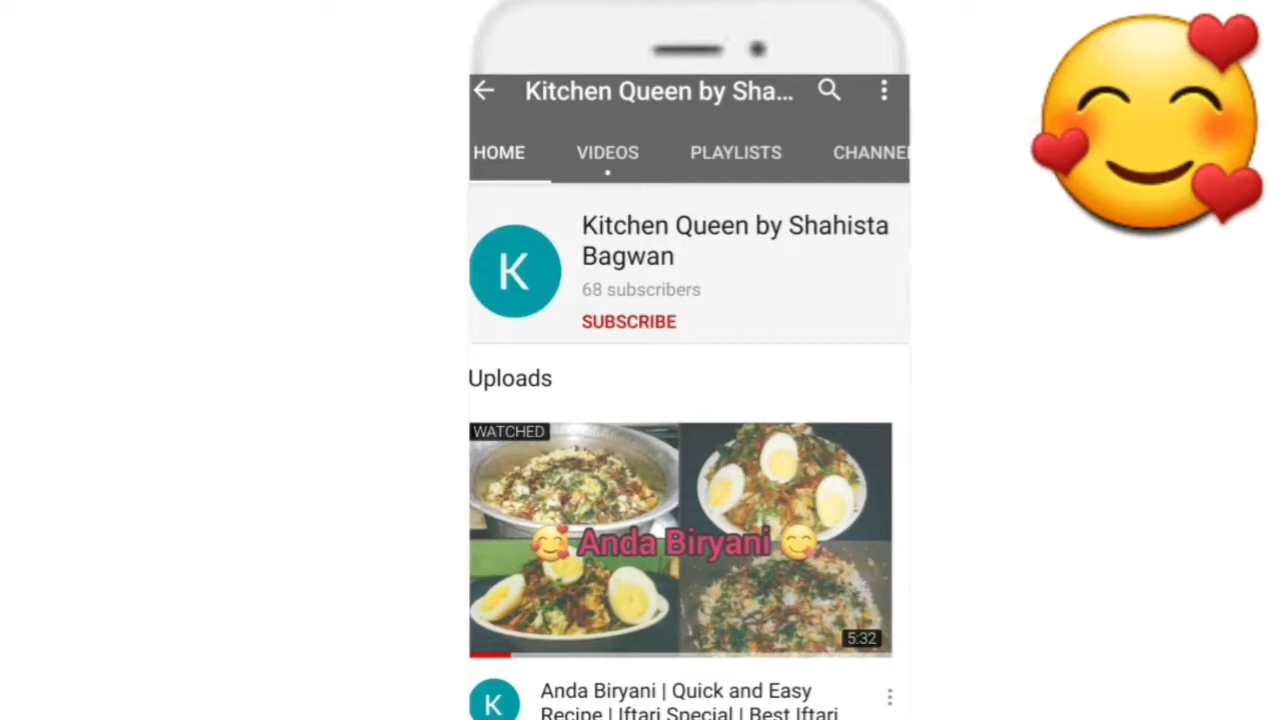 Kitchen Queen by Sha...
HOME VIDEOS PLAYLISTS CHANNEL
Kitchen Queen by Shahista
Bagwan
K
68 subscribers
SUBSCRIBE
Uploads
WATCHED
Anda Biryani
5:32
K
Anda Biryani | Quick and Easy
Recipe | Iftari Special | Best Iftari